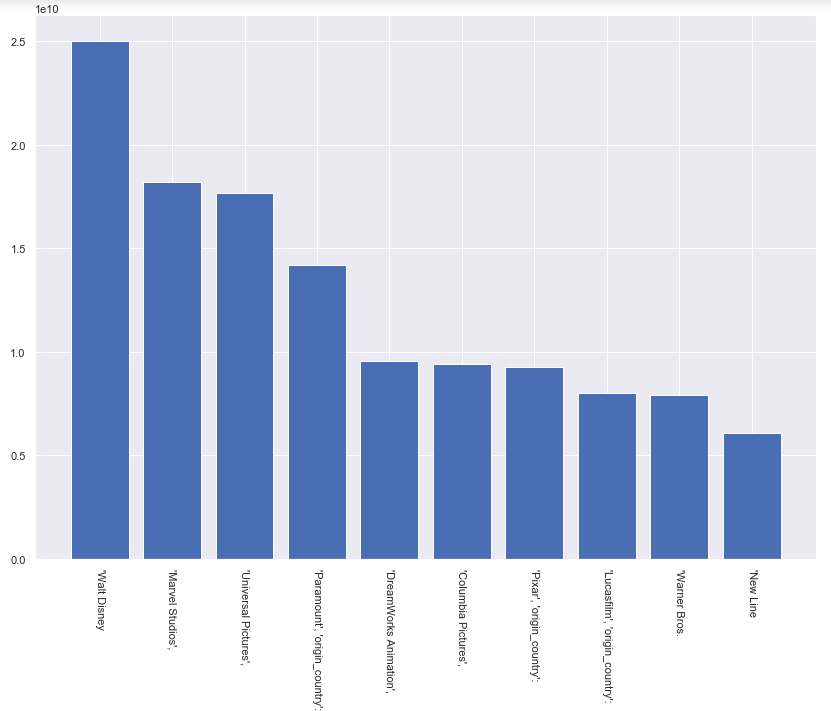 1e10
2.5
2.0
1.5
1.0
0.5
0.0
'Walt Disney
'Marvel Studios',
'Universal Pictures',
'Paramount', 'origin_country':
'DreamWorks Animation',
'Columbia Pictures',
'Pixar', 'origin_country':
'Lucasfilm', 'origin_country':
'Warner Bros.
'New Line